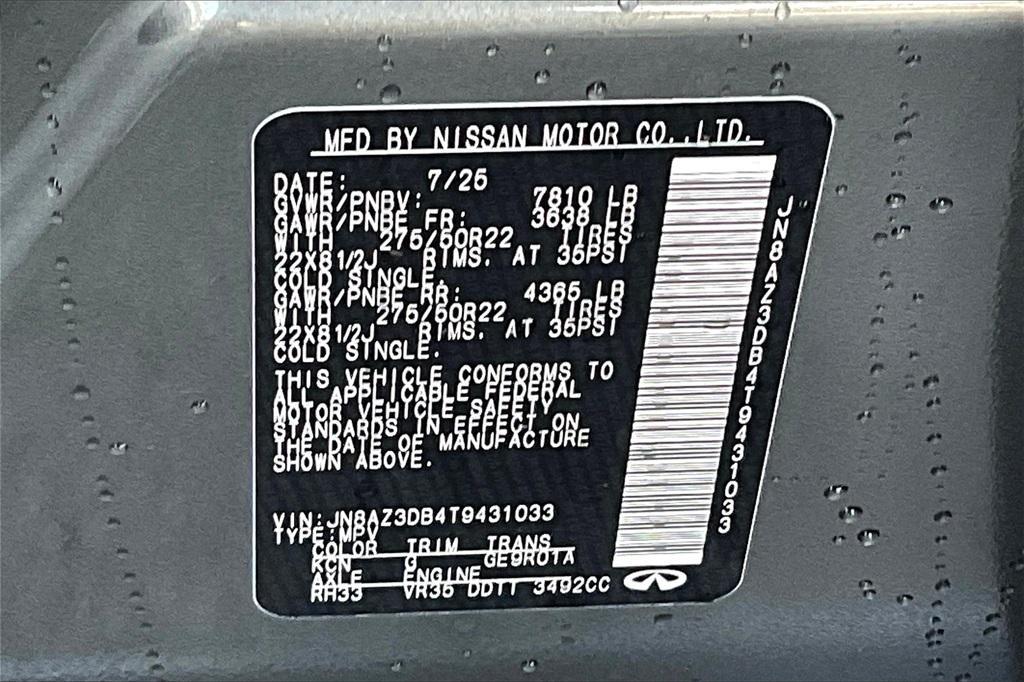 MFD BY NISSAN MOTOR CO.,LTD.
DATE: 7/25
GVWR/PNBV: 7810 LB
GAWR/PNBE FR: 3638 LB
WITH 275/50R22 TIRES
22X81/2J RIMS. AT 35PSI
COLD SINGLE.
GAWR/PNBE RR: 4365 LB
WITH 275/50R22 TIRES
22X81/2J RIMS. AT 35PSI
COLD SINGLE.
THIS VEHICLE CONFORMS TO
ALL APPLICABLE FEDERAL
MOTOR VEHICLE SAFETY
STANDARDS IN EFFECT ON
THE DATE OF MANUFACTURE
SHOWN ABOVE.
VIN:JN8AZ3DB4T9431033
TYPE:MPV
COLOR TRIM TRANS
KCN G GE9R01A
AXLE ENGINE
RH33 VR35 DDTT 3492CC
JN8AZ3DB4T9431033